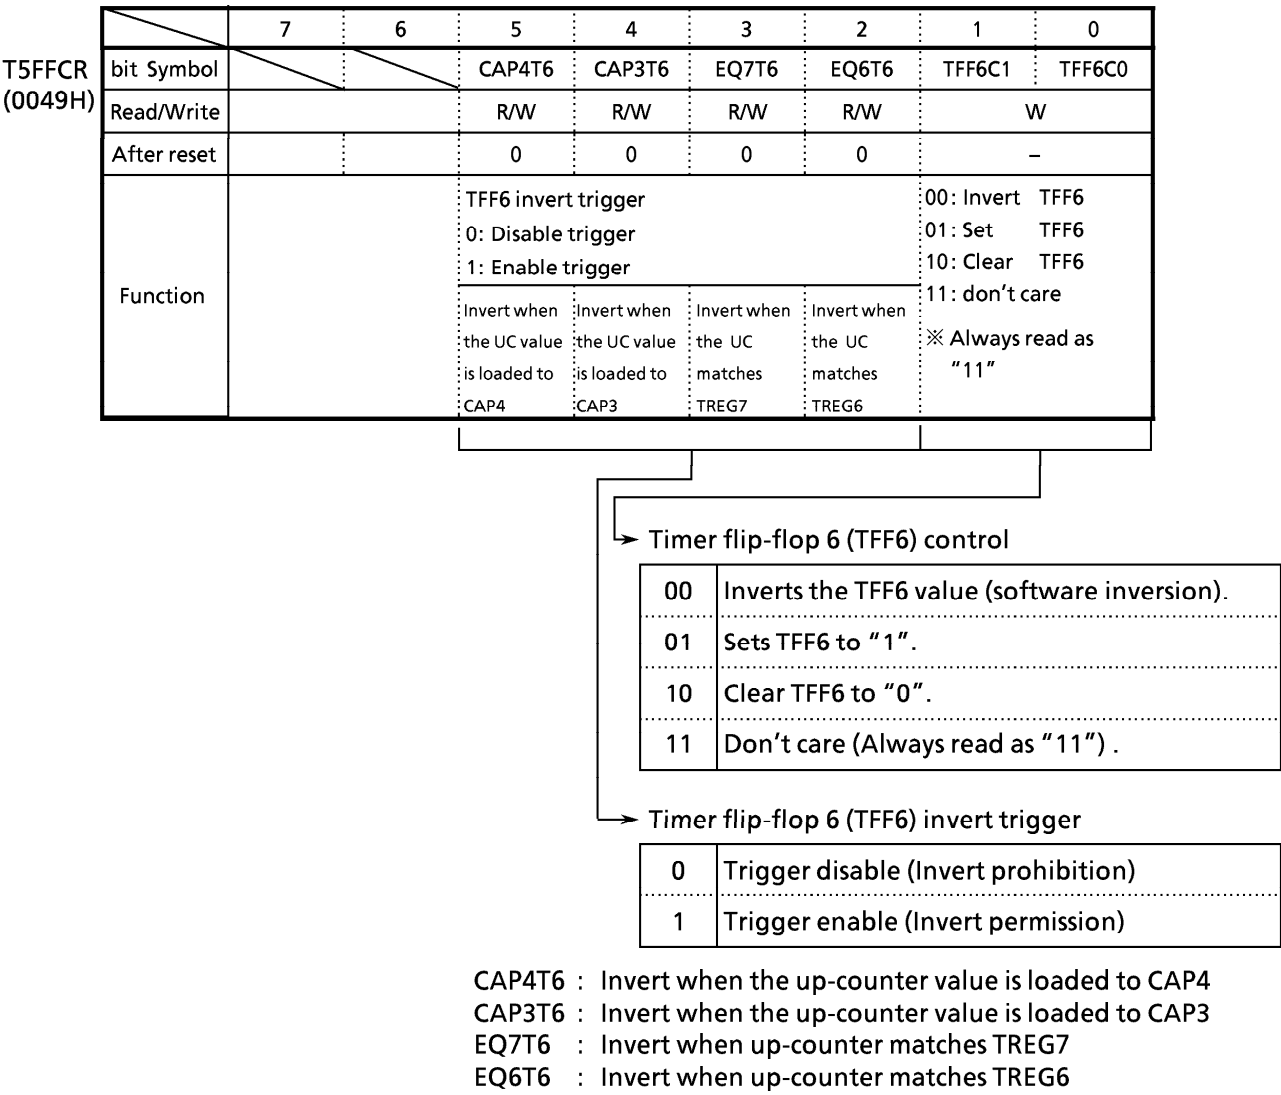 7 6 5 4 3 2 1 0
T5FFCR
(0049H)
bit Symbol CAP4T6 CAP3T6 EQ7T6 EQ6T6 TFF6C1 TFF6C0
Read/Write R/W R/W R/W R/W W
After reset 0 0 0 0 –
Function
TFF6 invert trigger
0: Disable trigger
1: Enable trigger
Invert when
the UC value
is loaded to
CAP4
Invert when
the UC value
is loaded to
CAP3
Invert when
the UC
matches
TREG7
Invert when
the UC
matches
TREG6
00: Invert TFF6
01: Set TFF6
10: Clear TFF6
11: don't care
※ Always read as
"11"
Timer flip-flop 6 (TFF6) control
00 Inverts the TFF6 value (software inversion).
01 Sets TFF6 to "1".
10 Clear TFF6 to "0".
11 Don't care (Always read as "11") .
Timer flip-flop 6 (TFF6) invert trigger
0 Trigger disable (Invert prohibition)
1 Trigger enable (Invert permission)
CAP4T6 : Invert when the up-counter value is loaded to CAP4
CAP3T6 : Invert when the up-counter value is loaded to CAP3
EQ7T6 : Invert when up-counter matches TREG7
EQ6T6 : Invert when up-counter matches TREG6